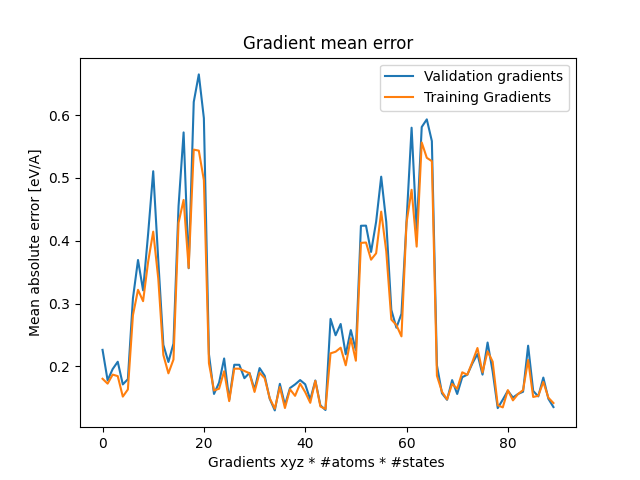 Gradient mean error
Validation gradients
Training Gradients
0.6
0.5
0.4
0.3
0.2
Mean absolute error [eV/A]
0 20 40 60 80
Gradients xyz * #atoms * #states